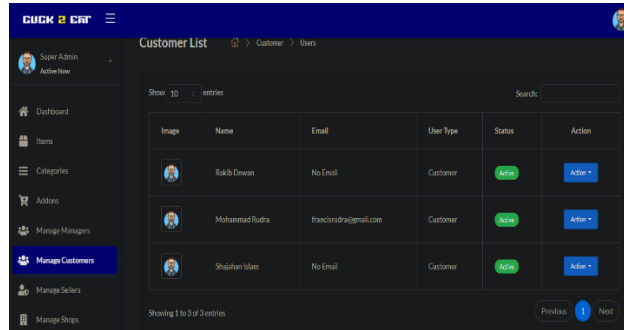 CLICK 2 EAT
Super Admin
Active Now
Dashboard
Items
Categories
Addons
Manage Managers
Manage Customers
Manage Sellers
Manage Shops
Customer List
Customer > Users
Show 10 entries
Search:
Image Name Email User Type Status Action
Rakib Dewan No Email Customer Active Action
Mohammad Rudra francisrudra@gmail.com Customer Active Action
Shajahan Islam No Email Customer Active Action
Showing 1 to 3 of 3 entries
Previous 1 Next